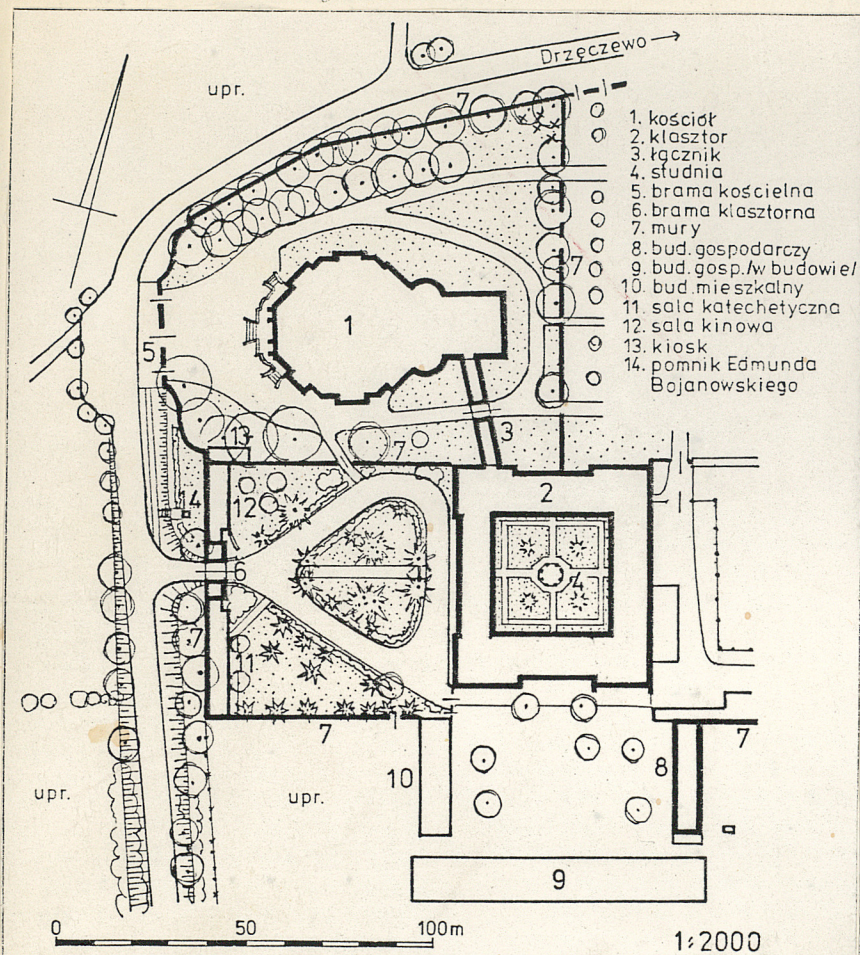 Drzęczewo →
upr.
7
1. kościół
2. klasztor
3. łącznik
4. studnia
5. brama kościelna
6. brama klasztorna
7. mury
8. bud. gospodarczy
9. bud. gosp. /w budowie/
10. bud. mieszkalny
11. sala katechetyczna
12. sala kinowa
13. kiosk
14. pomnik Edmunda
Bojanowskiego
7
1
5
3
13
7
2
12
14
4
6
7
11
7
7
10
8
upr.
upr.
9
0 50 100m
1:2000